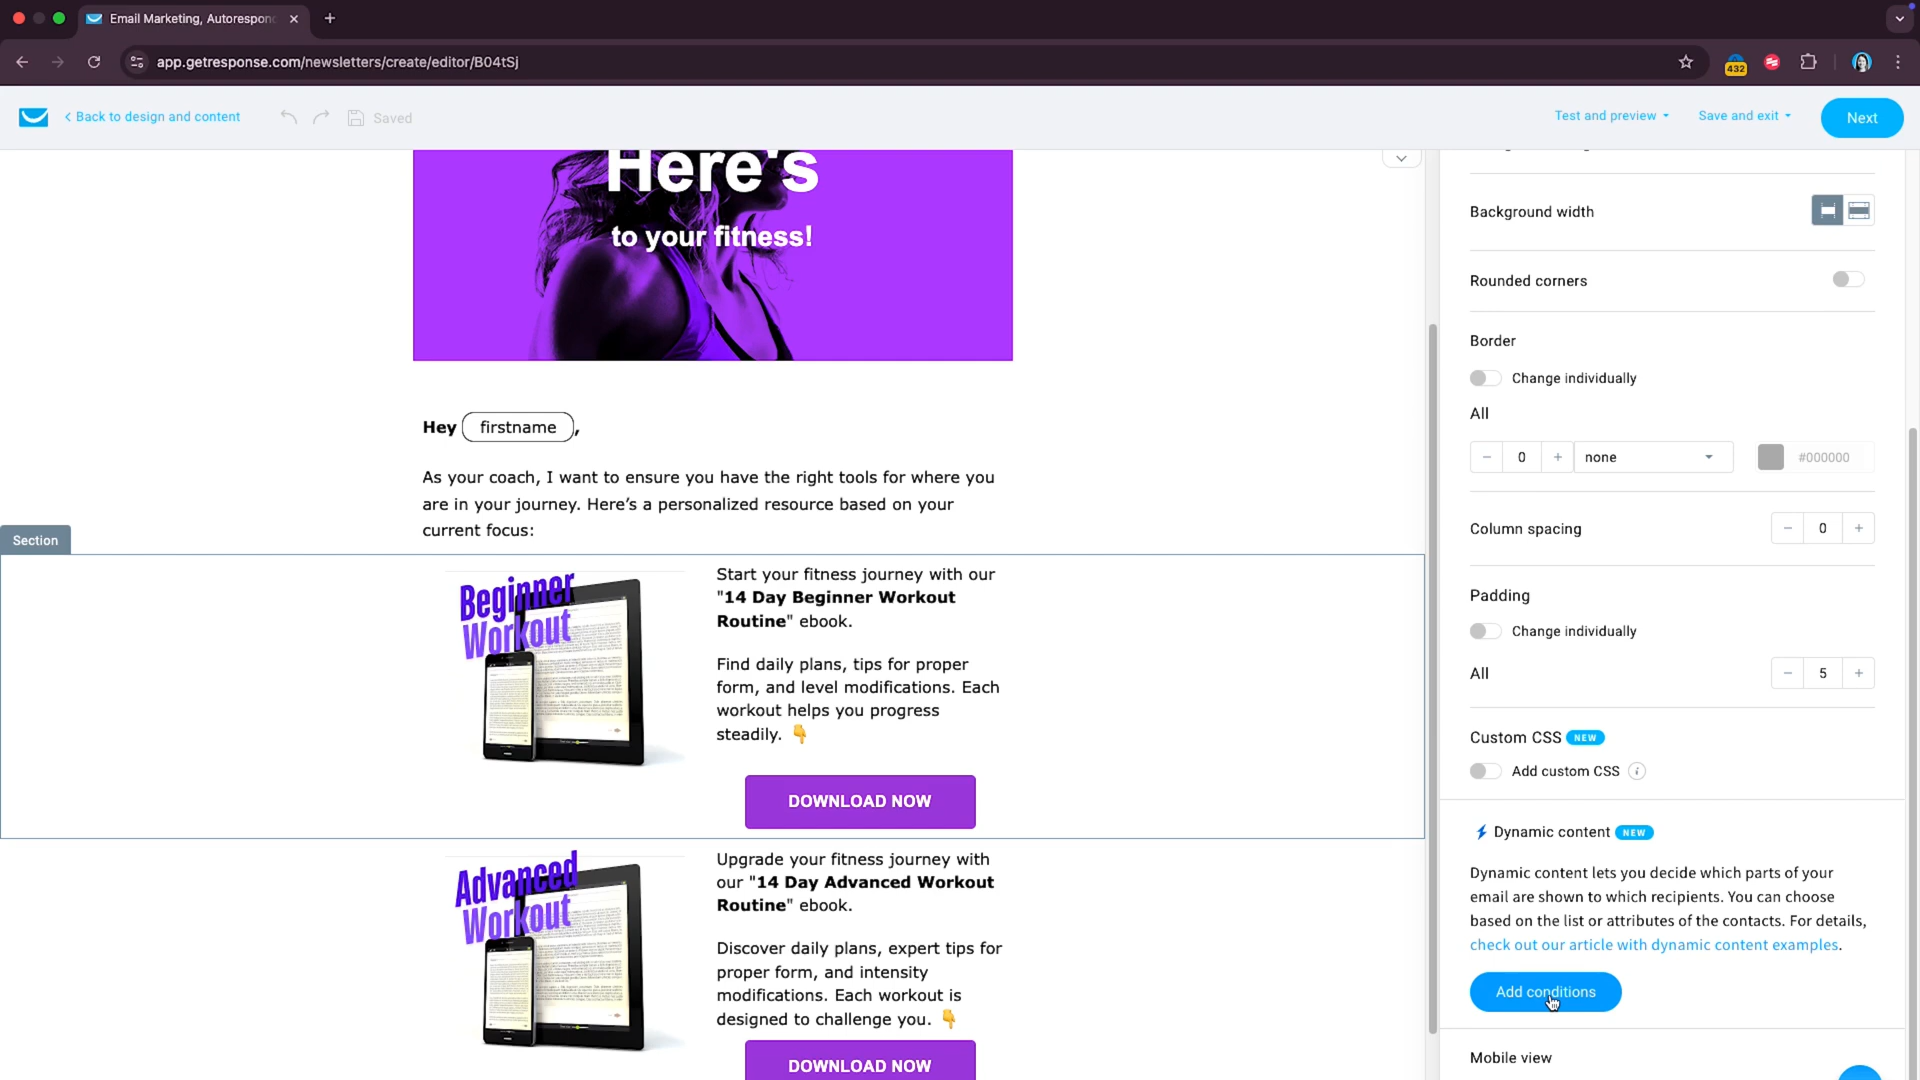 Email Marketing, Autorespon
app.getresponse.com/newsletters/create/editor/B04tSj
432
< Back to design and content
Saved
Test and preview
Save and exit
Next
Here's
to your fitness!
Hey firstname,
As your coach, I want to ensure you have the right tools for where you
are in your journey. Here’s a personalized resource based on your
current focus:
Section
Beginner
Workout
Start your fitness journey with our
"14 Day Beginner Workout
Routine" ebook.
Find daily plans, tips for proper
form, and level modifications. Each
workout helps you progress
steadily. 👇
DOWNLOAD NOW
Advanced
Workout
Upgrade your fitness journey with
our "14 Day Advanced Workout
Routine" ebook.
Discover daily plans, expert tips for
proper form, and intensity
modifications. Each workout is
designed to challenge you. 👇
DOWNLOAD NOW
Background width
Rounded corners
Border
Change individually
All
0 none #000000
Column spacing 0
Padding
Change individually
All 5
Custom CSS NEW
Add custom CSS
Dynamic content NEW
Dynamic content lets you decide which parts of your
email are shown to which recipients. You can choose
based on the list or attributes of the contacts. For details,
check out our article with dynamic content examples.
Add conditions
Mobile view